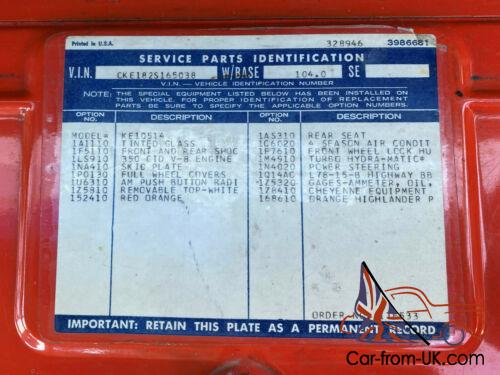 Printed in U.S.A. 328946 3986681
SERVICE PARTS IDENTIFICATION
V.I.N. CKE182S165038 W/BASE 104.0 SE
V.I.N. — VEHICLE IDENTIFICATION NUMBER
NOTE: THE SPECIAL EQUIPMENT LISTED BELOW HAS BEEN INSTALLED ON
THIS VEHICLE. FOR PROPER IDENTIFICATION OF REPLACEMENT
PARTS BE SURE TO SPECIFY THE APPLICABLE OPTION NUMBERS.
OPTION NO. DESCRIPTION OPTION NO. DESCRIPTION
MODEL* KE10514 1AS310 REAR SEAT
1A1110 TINTED GLASS 1C6020 4 SEASON AIR CONDIT
1F5110 FRONT AND REAR SHOC 1F7610 FRONT WHEEL LOCK HU
1LS910 350 CID V-8 ENGINE 1M4910 TURBO HYDRA-MATIC*
1NA410 SKID PLATE 1N4020 POWER STEERING
1P0130 FULL WHEEL COVERS 1Q14AC L78-15-B HIGHWAY BB
1U6310 AM PUSH BUTTON RADI 1Z5320 GAGES-AMMETER, OIL,
1Z5810 REMOVABLE TOP-WHITE 1Z8410 CHEYENNE EQUIPMENT
152410 RED ORANGE 168610 ORANGE HIGHLANDER P
ORDER NO.
IMPORTANT: RETAIN THIS PLATE AS A PERMANENT RECORD
Car-from-UK.com